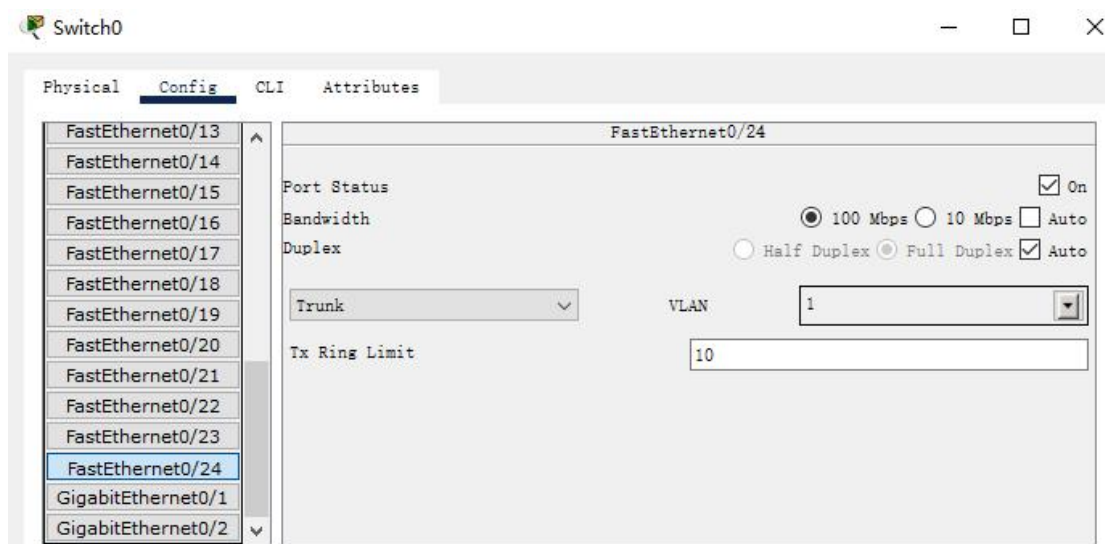 Switch0
Physical Config CLI Attributes
FastEthernet0/13
FastEthernet0/14
FastEthernet0/15
FastEthernet0/16
FastEthernet0/17
FastEthernet0/18
FastEthernet0/19
FastEthernet0/20
FastEthernet0/21
FastEthernet0/22
FastEthernet0/23
FastEthernet0/24
GigabitEthernet0/1
GigabitEthernet0/2
FastEthernet0/24
Port Status On
Bandwidth 100 Mbps 10 Mbps Auto
Duplex Half Duplex Full Duplex Auto
Trunk VLAN 1
Tx Ring Limit 10